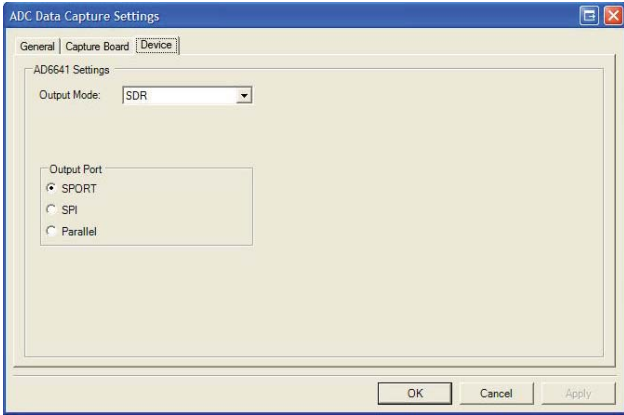 ADC Data Capture Settings
General Capture Board Device
AD6641 Settings
Output Mode: SDR
Output Port
SPORT
SPI
Parallel
OK Cancel Apply